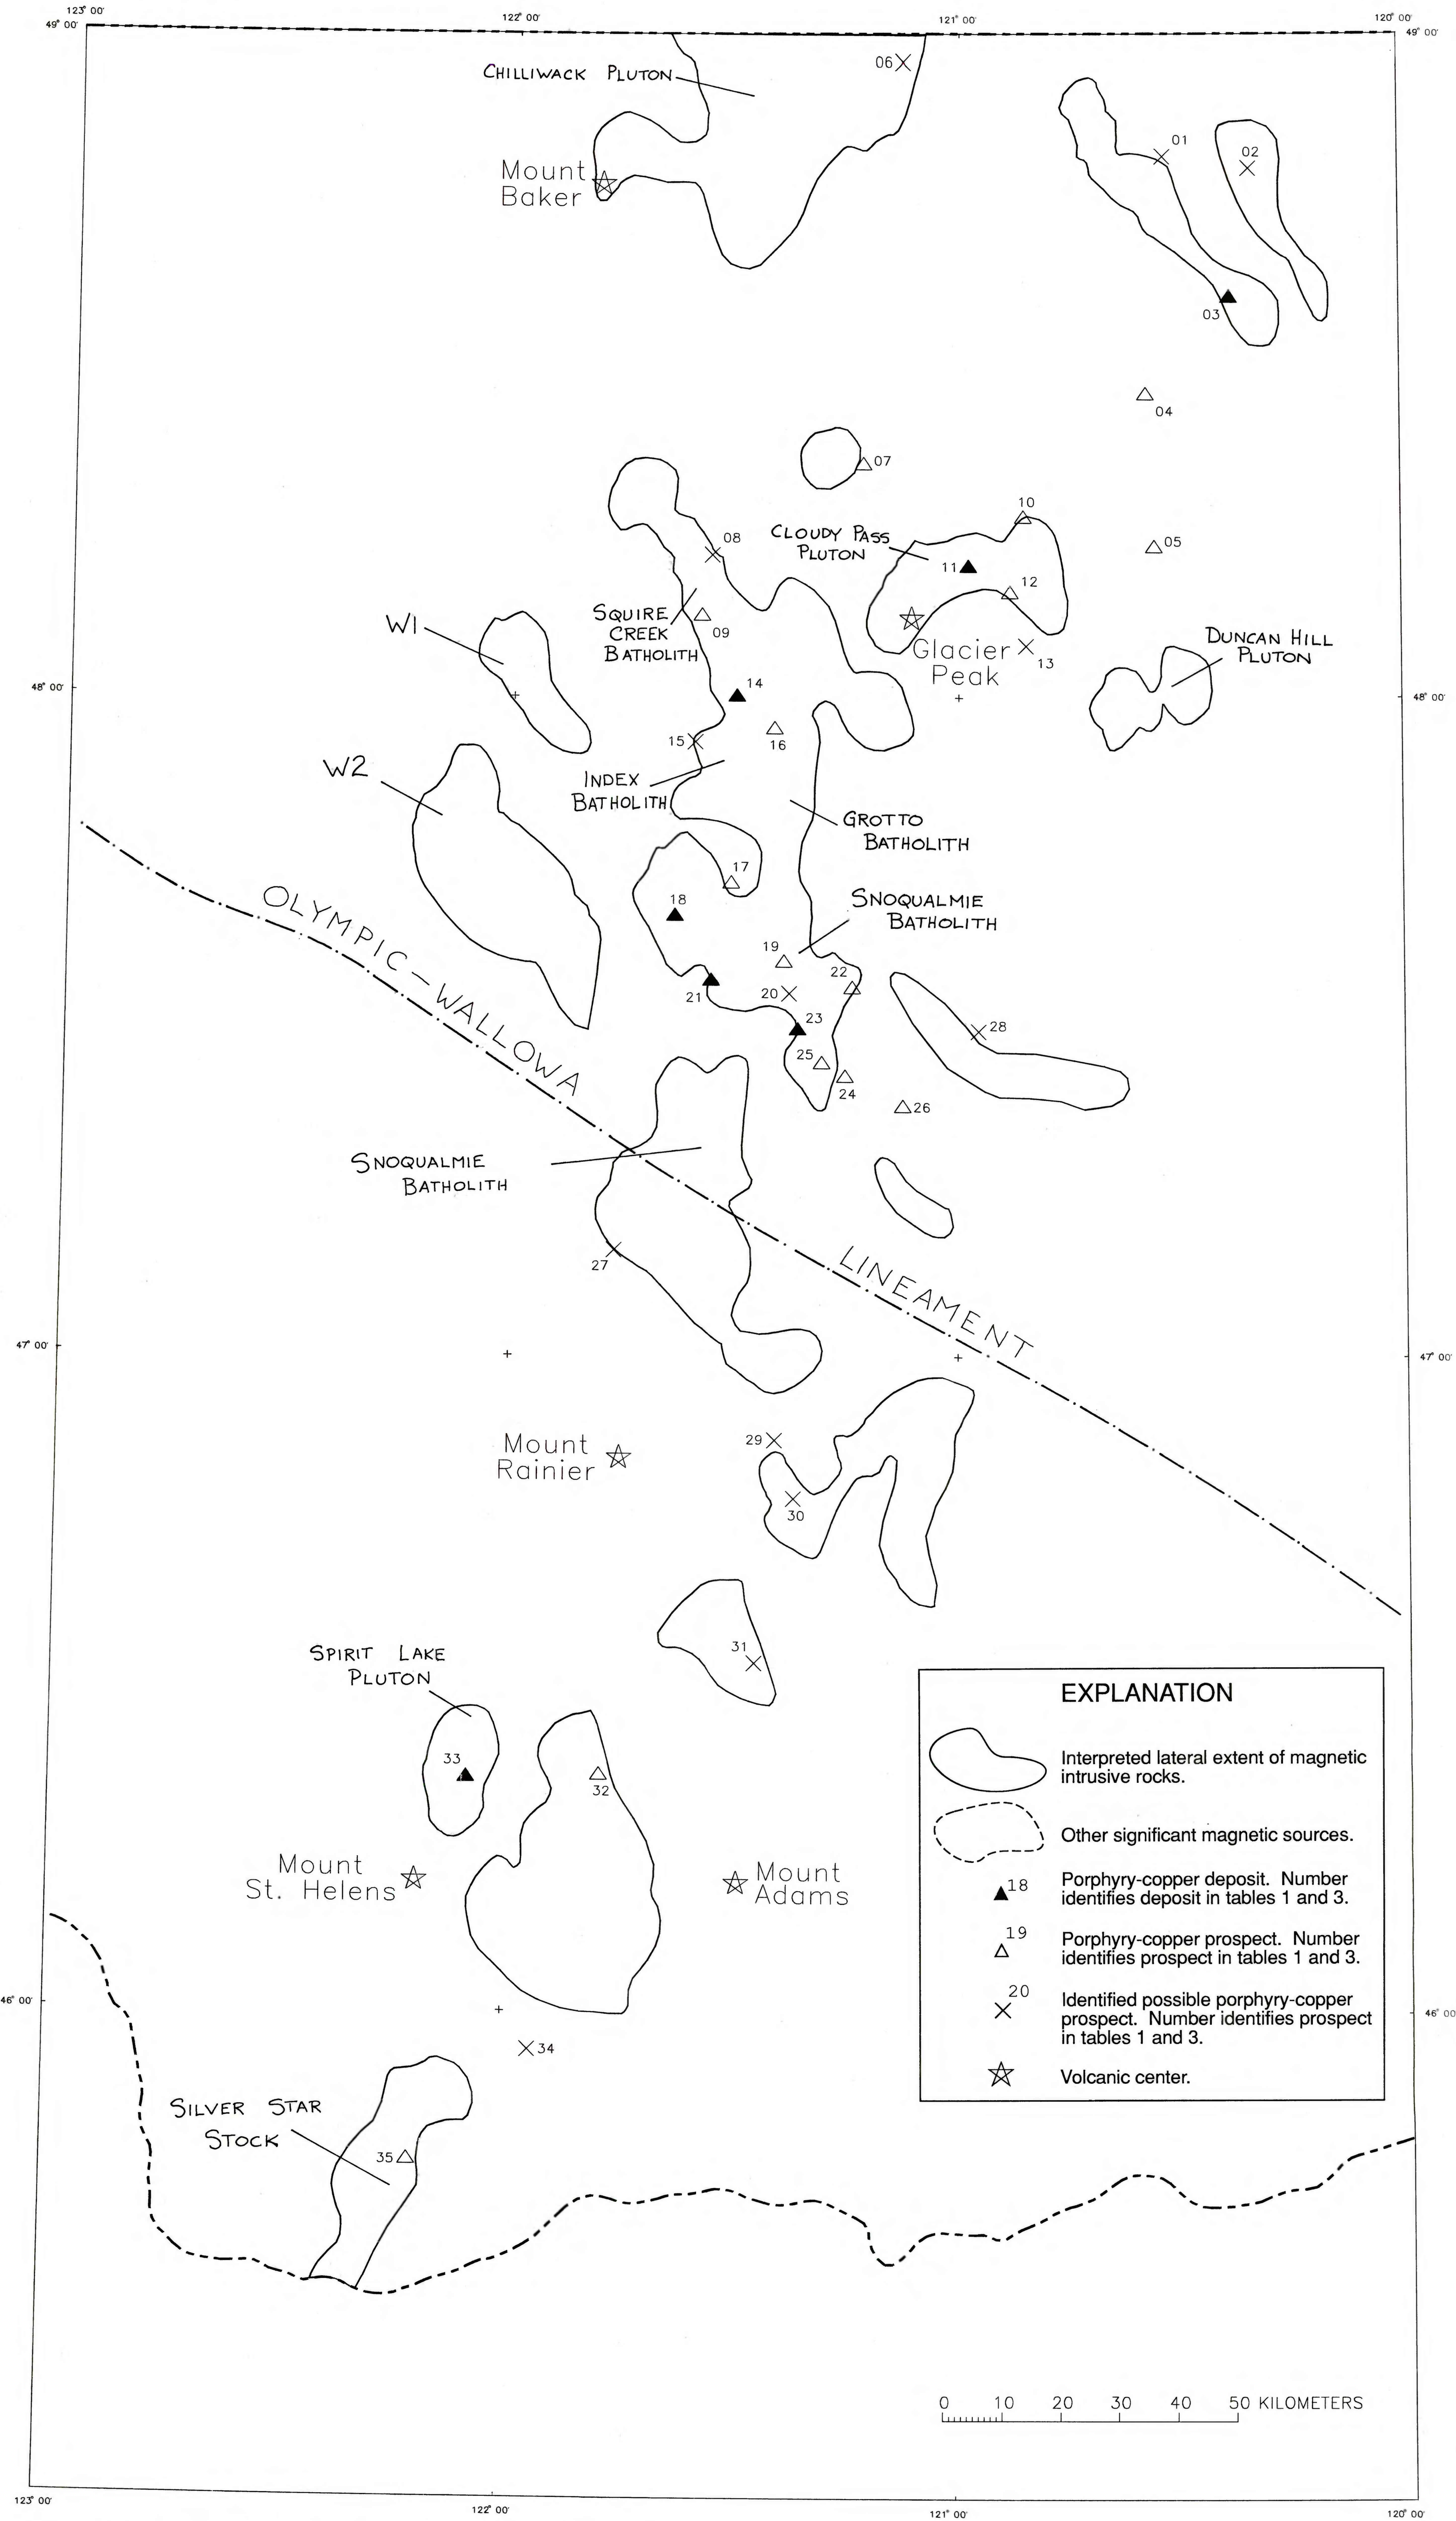 123° 00'
122° 00'
121° 00'
120° 00'
49° 00'
49° 00'
06
CHILLIWACK PLUTON
01
02
Mount
Baker
03
04
07
10
08
CLOUDY PASS
PLUTON
05
11
12
SQUIRE
CREEK
BATHOLITH
09
W1
Glacier
Peak
13
DUNCAN HILL
PLUTON
48° 00'
48° 00'
14
15
16
W2
INDEX
BATHOLITH
GROTTO
BATHOLITH
17
18
SNOQUALMIE
BATHOLITH
OLYMPIC-WALLOWA
19
22
20
21
23
28
25
24
26
SNOQUALMIE
BATHOLITH
27
LINEAMENT
47° 00'
47° 00'
29
Mount
Rainier
30
31
SPIRIT LAKE
PLUTON
33
32
Mount
St. Helens
Mount
Adams
EXPLANATION
Interpreted lateral extent of magnetic
intrusive rocks.
Other significant magnetic sources.
18
Porphyry-copper deposit. Number
identifies deposit in tables 1 and 3.
19
Porphyry-copper prospect. Number
identifies prospect in tables 1 and 3.
20
Identified possible porphyry-copper
prospect. Number identifies prospect
in tables 1 and 3.
Volcanic center.
46° 00'
46° 00'
34
SILVER STAR
STOCK
35
0 10 20 30 40 50 KILOMETERS
123° 00'
122° 00'
121° 00'
120° 00'